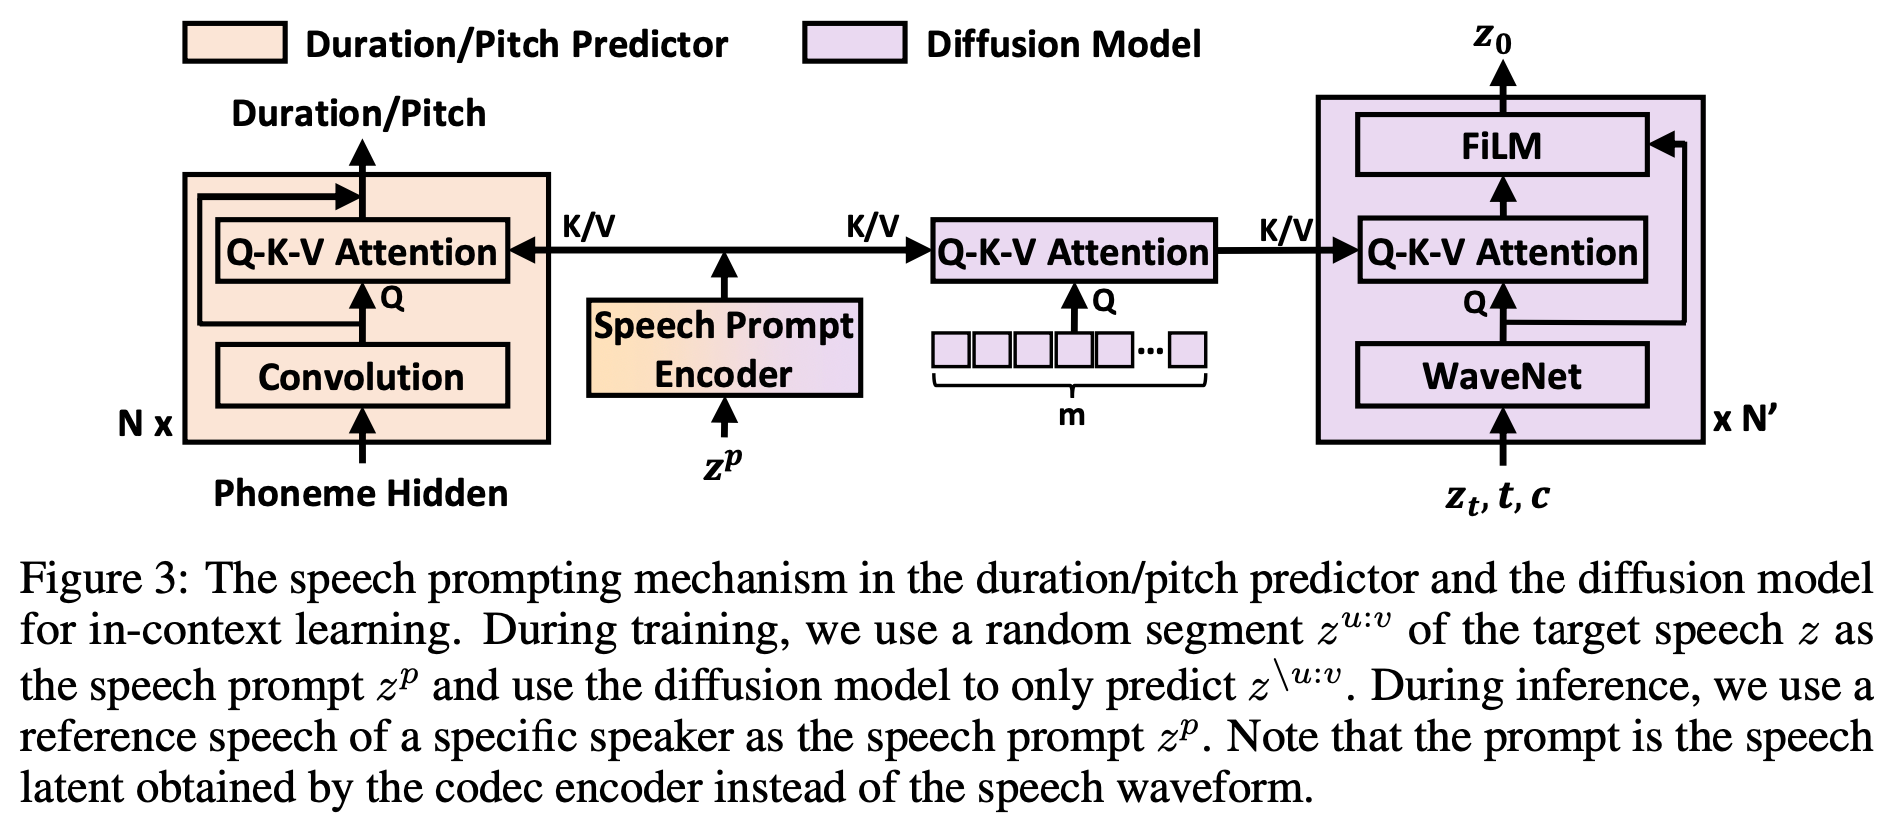 Duration/Pitch Predictor
Diffusion Model
Duration/Pitch
Q-K-V Attention
Q
Convolution
N x
Phoneme Hidden
K/V
K/V
Speech Prompt
Encoder
z^p
Q-K-V Attention
Q
...
m
K/V
z_0
FiLM
Q-K-V Attention
Q
WaveNet
x N’
z_t, t, c
Figure 3: The speech prompting mechanism in the duration/pitch predictor and the diffusion model
for in-context learning. During training, we use a random segment z^{u:v} of the target speech z as
the speech prompt z^p and use the diffusion model to only predict z^{\u:v}. During inference, we use a
reference speech of a specific speaker as the speech prompt z^p. Note that the prompt is the speech
latent obtained by the codec encoder instead of the speech waveform.